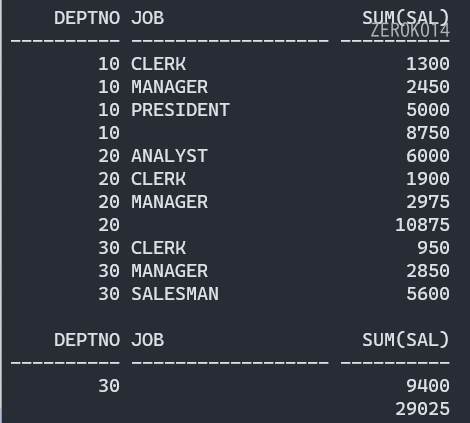 DEPTNO JOB SUM(SAL)
ZEROKOT4
---------- ------------------ ----------
10 CLERK 1300
10 MANAGER 2450
10 PRESIDENT 5000
10 8750
20 ANALYST 6000
20 CLERK 1900
20 MANAGER 2975
20 10875
30 CLERK 950
30 MANAGER 2850
30 SALESMAN 5600
DEPTNO JOB SUM(SAL)
---------- ------------------ ----------
30 9400
29025